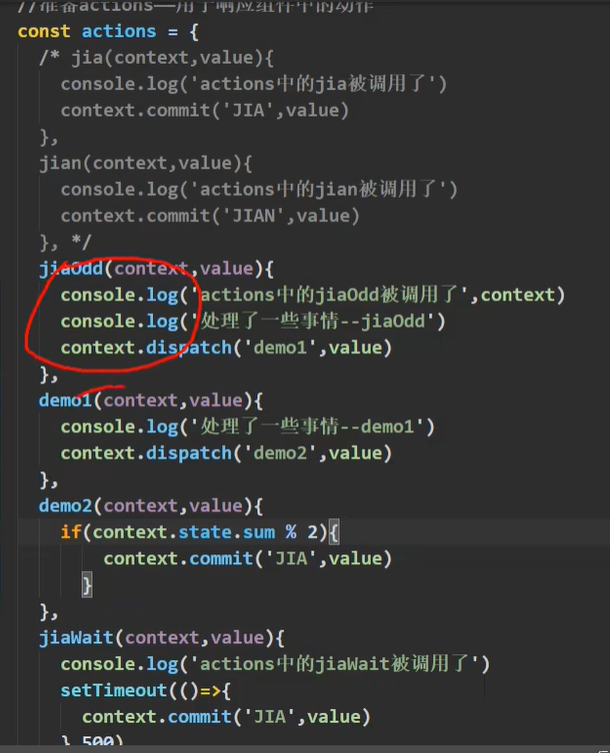 //准备actions——用于响应组件中的动作
const actions = {
/* jia(context,value){
console.log('actions中的jia被调用了')
context.commit('JIA',value)
},
jian(context,value){
console.log('actions中的jian被调用了')
context.commit('JIAN',value)
}, */
jiaOdd(context,value){
console.log('actions中的jiaOdd被调用了',context)
console.log('处理了一些事情--jiaOdd')
context.dispatch('demo1',value)
},
demo1(context,value){
console.log('处理了一些事情--demo1')
context.dispatch('demo2',value)
},
demo2(context,value){
if(context.state.sum % 2){
context.commit('JIA',value)
}
},
jiaWait(context,value){
console.log('actions中的jiaWait被调用了')
setTimeout(()=>{
context.commit('JIA',value)
},500)